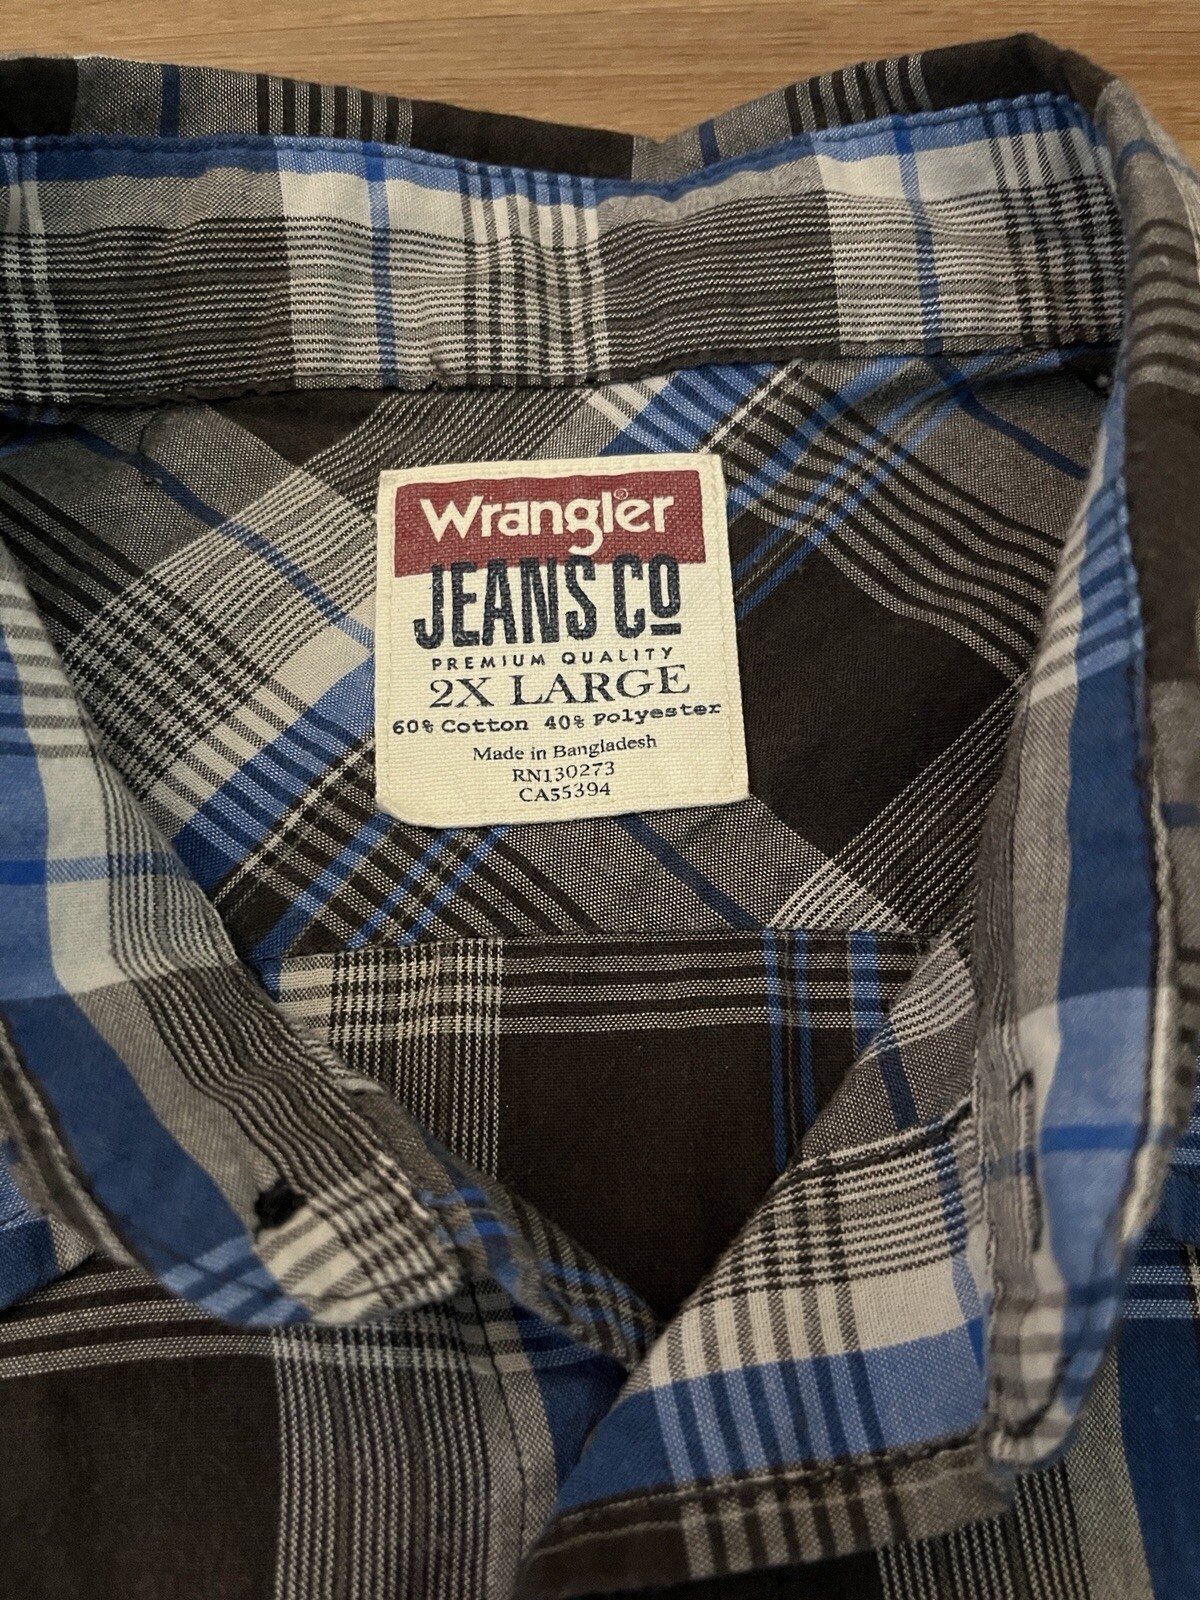 Wrangler®
JEANS CO
PREMIUM QUALITY
2X LARGE
60% Cotton 40% Polyester
Made in Bangladesh
RN130273
CA55394